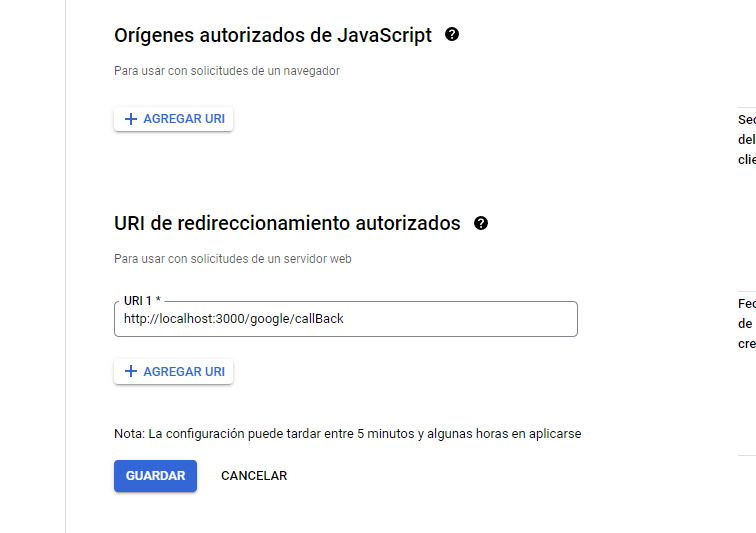 Orígenes autorizados de JavaScript
Para usar con solicitudes de un navegador
AGREGAR URI
URI de redireccionamiento autorizados
Para usar con solicitudes de un servidor web
URI 1 *
http://localhost:3000/google/callBack
AGREGAR URI
Nota: La configuración puede tardar entre 5 minutos y algunas horas en aplicarse
GUARDAR CANCELAR
Sec
del
clie
Fec
de
cre